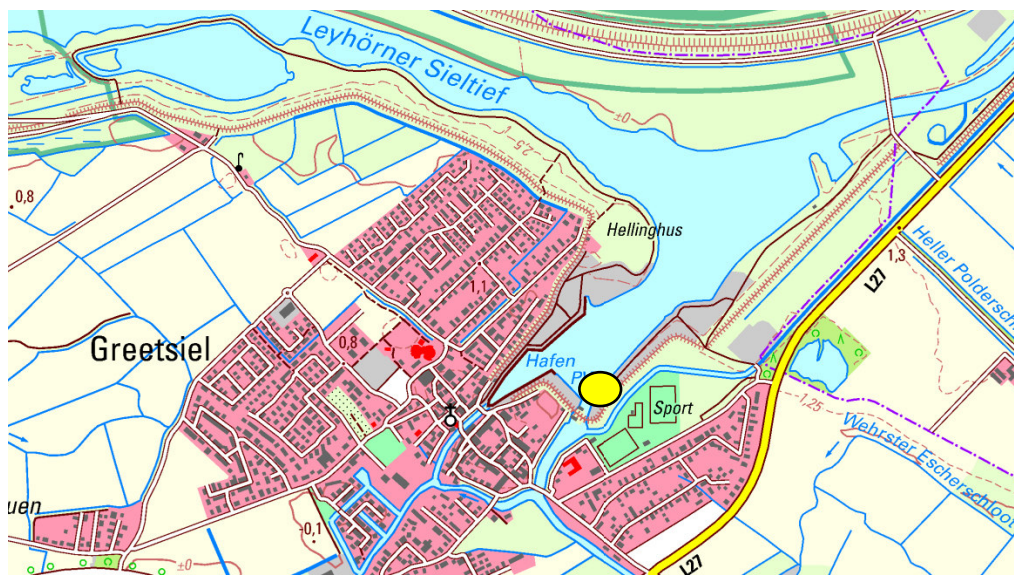 Leyhörner Sieltief
±0
2,5
0,8
Hellinghus
1,1
1,3
L27
Heller Poldersch
0,8
Greetsiel
Hafen
Sport
1,25
Wehrster Escherschloot
uen
-0,1
±0
L27